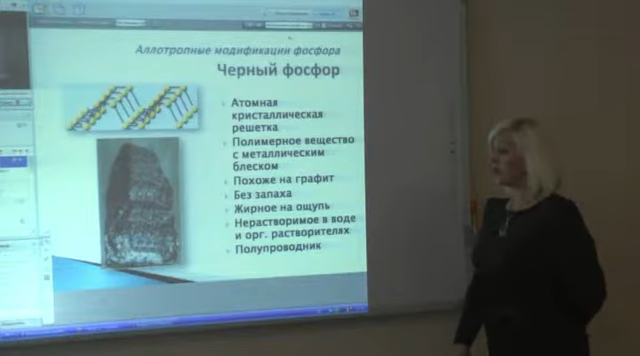 Аллотропные модификации фосфора
Черный фосфор
Атомная
кристаллическая
решетка
Полимерное вещество
с металлическим
блеском
Похоже на графит
Без запаха
Жирное на ощупь
Нерастворимое в воде
и орг. растворителях
Полупроводник